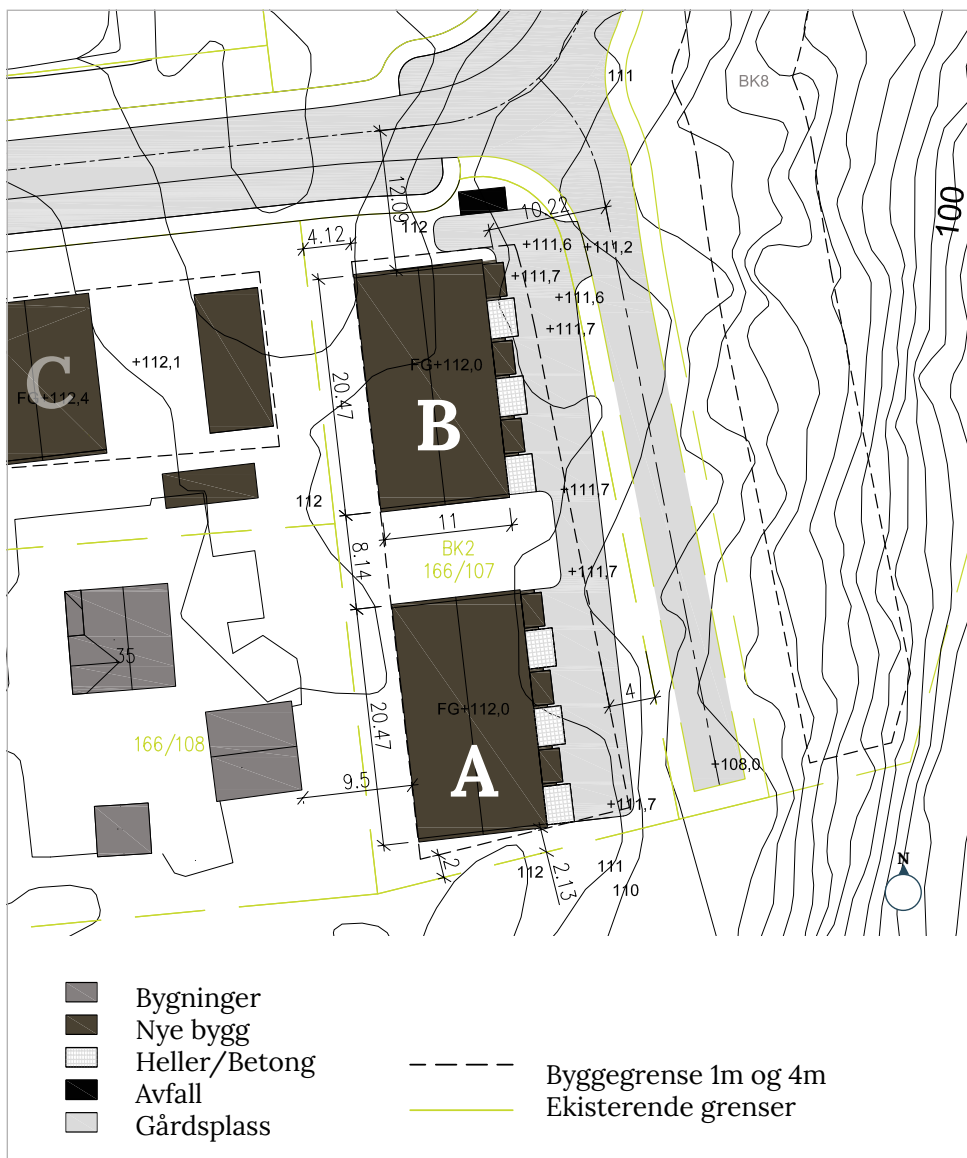 111
BK8
100
12.09
10.22
112
4.12
+111,6
+111,2
+111,7
+111,6
+111,7
+112,1
FG+112,0
C
FG+112,4
20.47
B
112
+111,7
11
BK2
166/107
8.14
+111,7
35
FG+112,0
4
166/108
20.47
A
+108,0
9.5
+111,7
2
2.13
112
111
110
N
Bygninger
Nye bygg
Heller/Betong
Avfall
Gårdsplass
Byggegrense 1m og 4m
Ekisterende grenser